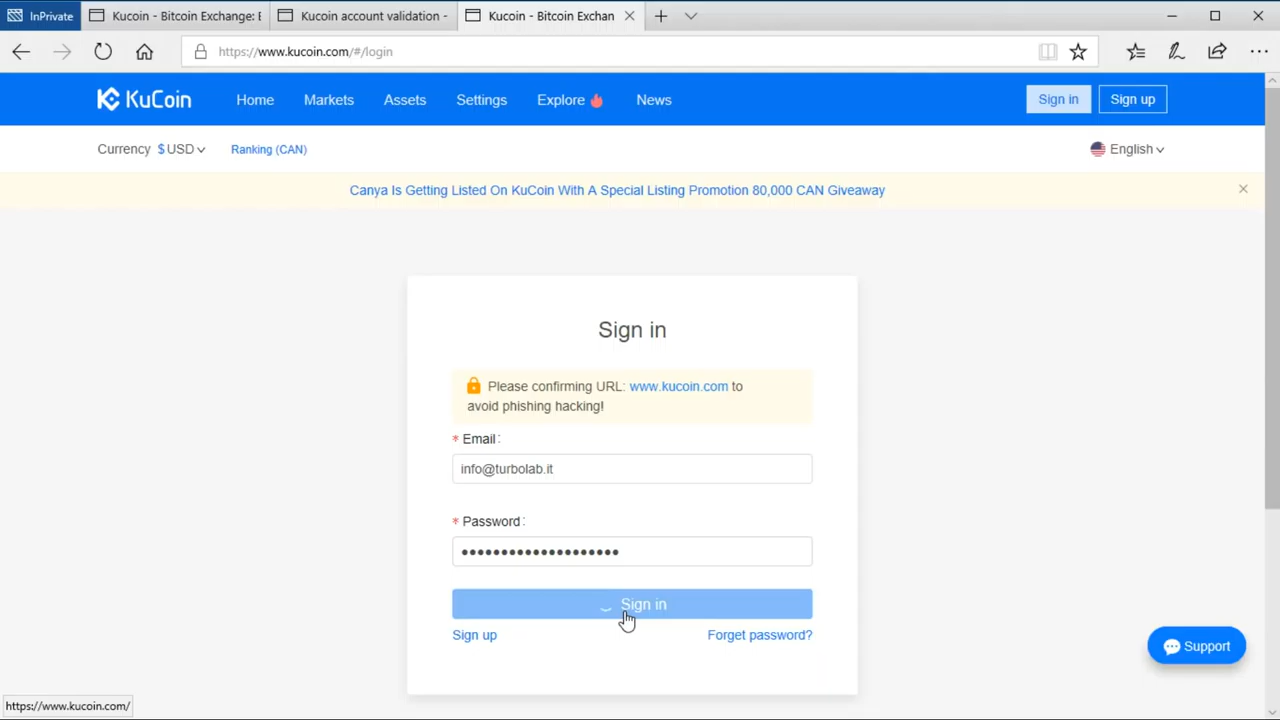 InPrivate
Kucoin - Bitcoin Exchange: E
Kucoin account validation -
Kucoin - Bitcoin Exchan
https://www.kucoin.com/#/login
KuCoin
Home
Markets
Assets
Settings
Explore
News
Sign in
Sign up
Currency $ USD
Ranking (CAN)
English
Canya Is Getting Listed On KuCoin With A Special Listing Promotion 80,000 CAN Giveaway
Sign in
Please confirming URL: www.kucoin.com to
avoid phishing hacking!
* Email:
info@turbolab.it
* Password:
••••••••••••••••••••
Sign in
Sign up
Forget password?
Support
https://www.kucoin.com/